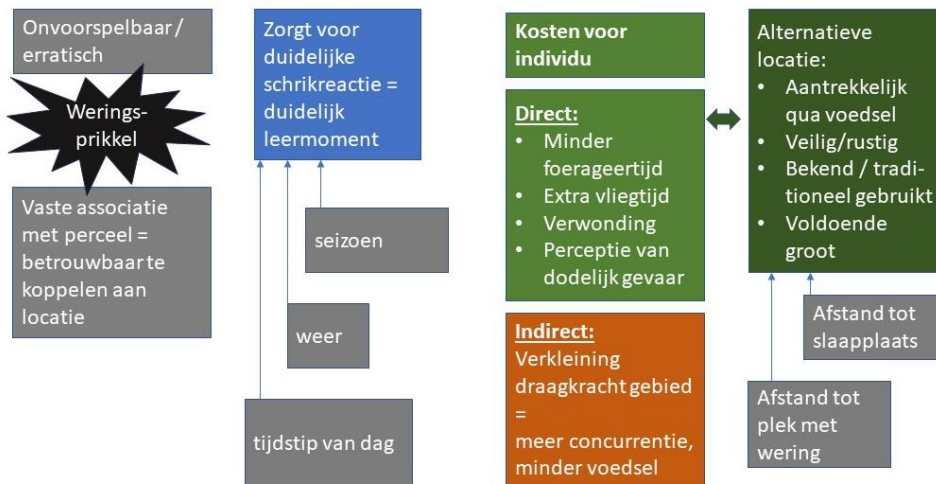 Onvoorspelbaar /
erratisch
Werings-
prikkel
Vaste associatie
met perceel =
betrouwbaar te
koppelen aan
locatie
Zorgt voor
duidelijke
schrikreactie =
duidelijk
leermoment
seizoen
weer
tijdstip van dag
Kosten voor
individu
Direct:
• Minder
foerageertijd
• Extra vliegtijd
• Verwonding
• Perceptie van
dodelijk gevaar
Indirect:
Verkleining
draagkracht gebied
=
meer concurrentie,
minder voedsel
Alternatieve
locatie:
• Aantrekkelijk
qua voedsel
• Veilig/rustig
• Bekend / tradi-
tioneel gebruikt
• Voldoende
groot
Afstand tot
slaapplaats
Afstand tot
plek met
wering